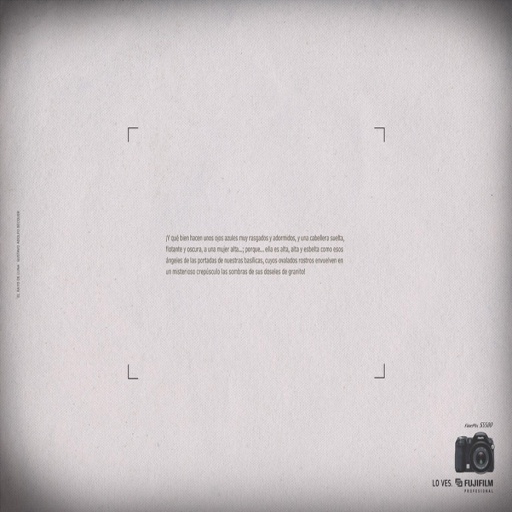 ¡Y qué bien hacen unos ojos azules muy rasgados y adormidos, y una cabellera suelta,
flotante y oscura, a una mujer alta...; porque... ella es alta, alta y esbelta como esos
ángeles de las portadas de nuestras basílicas, cuyos ovalados rostros envuelven en
un misterioso crepúsculo las sombras de sus doseles de granito!
FinePix S5500
LO VES. FUJIFILM
PROFESIONAL